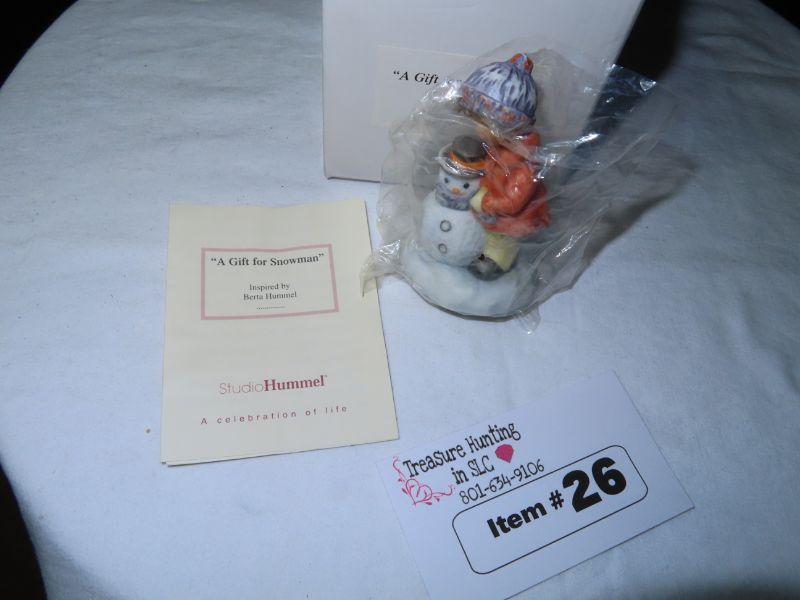 "A Gift
"A Gift for Snowman"
Inspired by
Berta Hummel
StudioHummel™
A celebration of life
Treasure Hunting
in SLC
801-634-9106
Item # 26